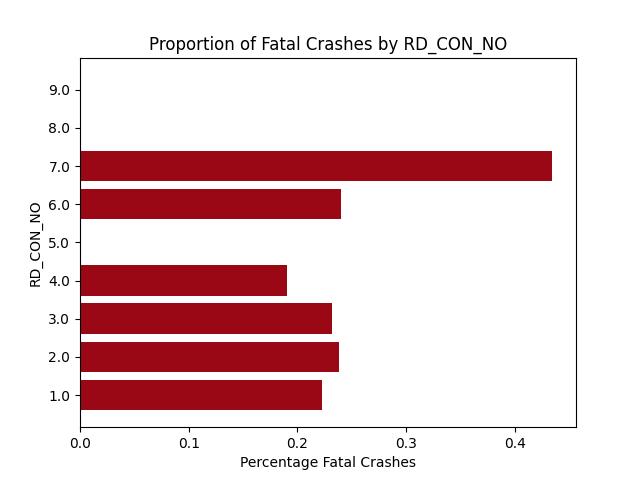 Proportion of Fatal Crashes by RD_CON_NO
9.0
8.0
7.0
6.0
5.0
4.0
3.0
2.0
1.0
RD_CON_NO
0.0 0.1 0.2 0.3 0.4
Percentage Fatal Crashes